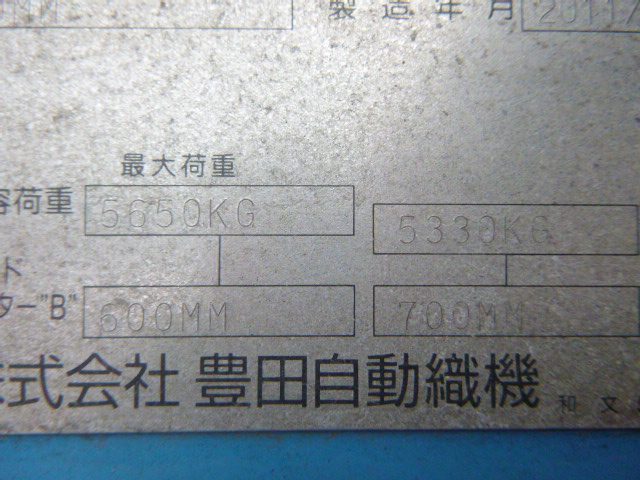 製造年月 2011/
最大荷重
容荷重 5650KG 5330KG
ド
ター"B" 600MM 700MM
株式会社 豊田自動織機 和文